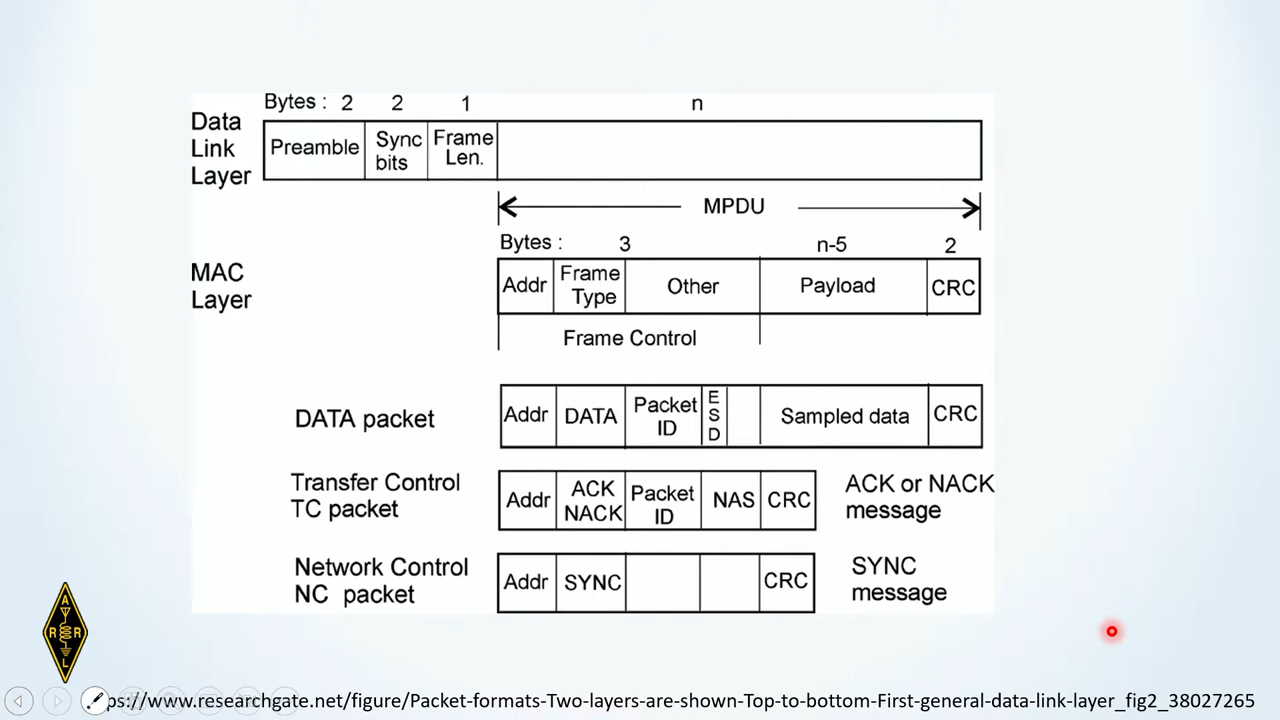 Bytes : 2 2 1 n
Data
Link
Layer
Preamble
Sync
bits
Frame
Len.
MPDU
Bytes : 3 n-5 2
MAC
Layer
Addr
Frame
Type
Other
Payload
CRC
Frame Control
DATA packet
Addr
DATA
Packet
ID
E
S
D
Sampled data
CRC
Transfer Control
TC packet
Addr
ACK
NACK
Packet
ID
NAS
CRC
ACK or NACK
message
Network Control
NC packet
Addr
SYNC
CRC
SYNC
message
A
R R
L
ps://www.researchgate.net/figure/Packet-formats-Two-layers-are-shown-Top-to-bottom-First-general-data-link-layer_fig2_38027265